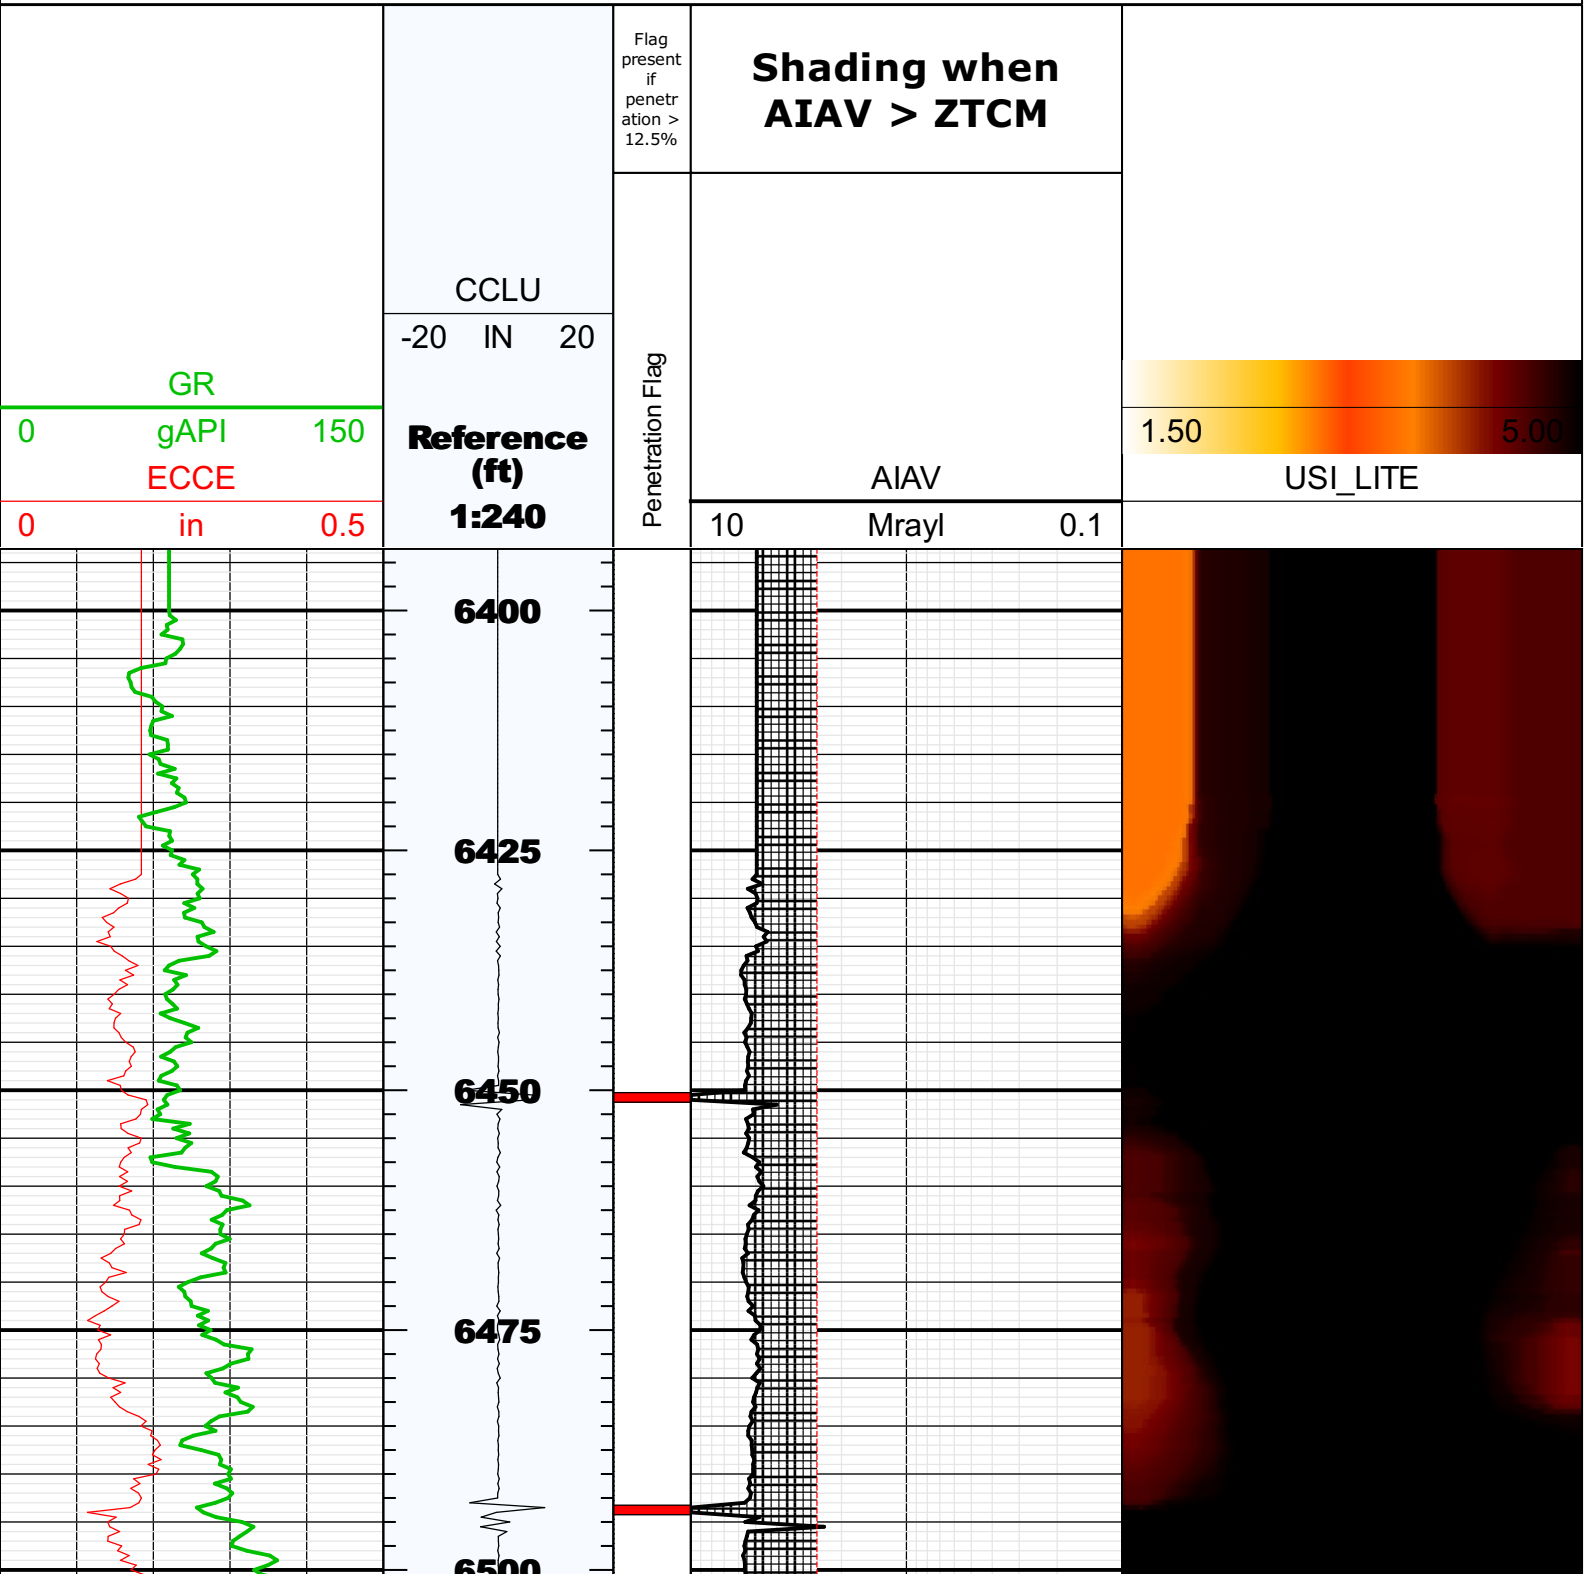 Flag
present
if
penetr
ation >
12.5%
Shading when
AIAV > ZTCM
CCLU
-20 IN 20
GR
0 gAPI 150
ECCE
0 in 0.5
Reference
(ft)
1:240
Penetration Flag
AIAV
10 Mrayl 0.1
1.50 5.00
USI_LITE
6400
6425
6450
6475
6500